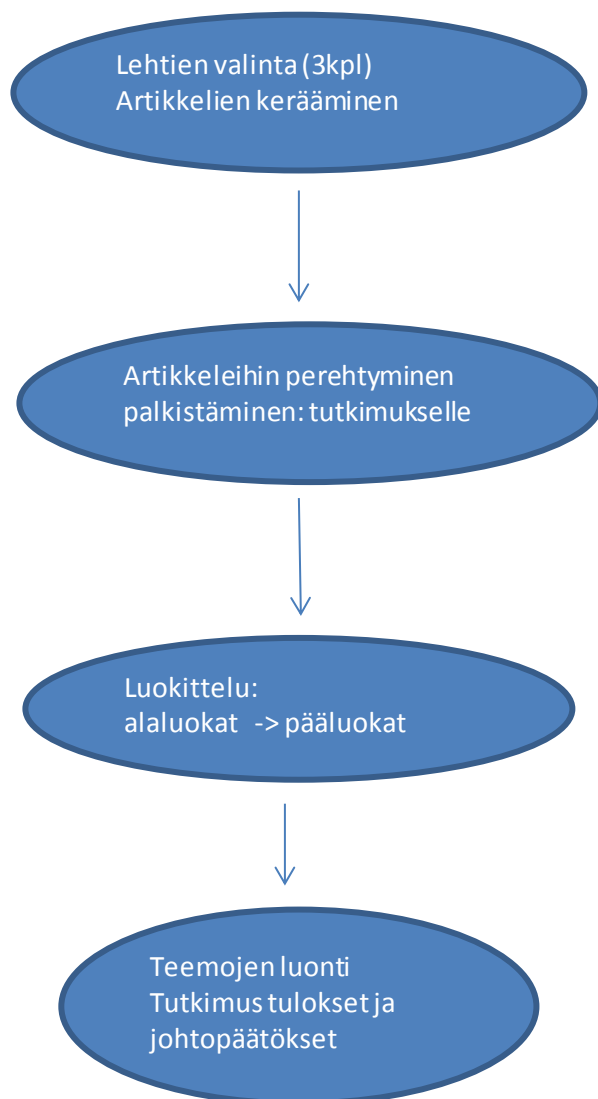 Lehtien valinta (3kpl)
Artikkelien kerääminen
Artikkeleihin perehtyminen
palkistäminen: tutkimukselle
Luokittelu:
alaluokat -> pääluokat
Teemojen luonti
Tutkimus tulokset ja
johtopäätökset